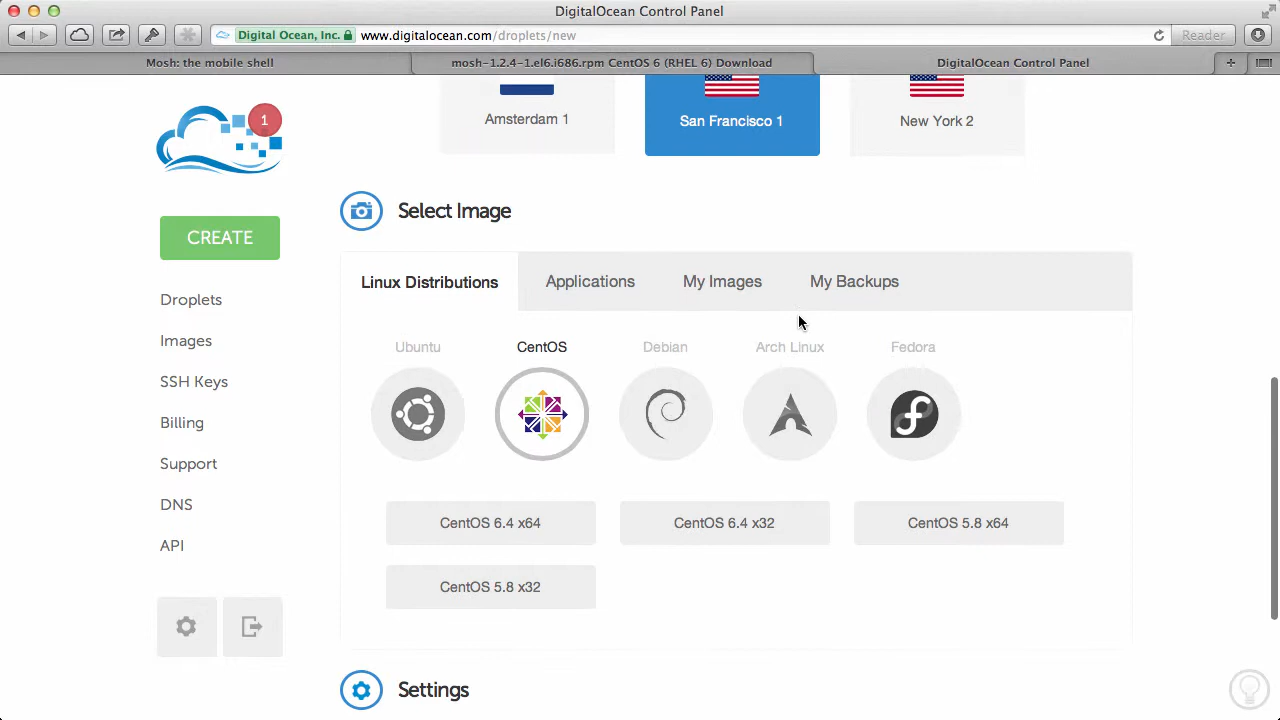 DigitalOcean Control Panel
Digital Ocean, Inc. www.digitalocean.com/droplets/new Reader
Mosh: the mobile shell mosh-1.2.4-1.el6.i686.rpm CentOS 6 (RHEL 6) Download DigitalOcean Control Panel
Amsterdam 1 San Francisco 1 New York 2
1
Select Image
CREATE
Linux Distributions Applications My Images My Backups
Droplets
Images
SSH Keys
Billing
Support
DNS
API
Ubuntu CentOS Debian Arch Linux Fedora
CentOS 6.4 x64 CentOS 6.4 x32 CentOS 5.8 x64
CentOS 5.8 x32
Settings